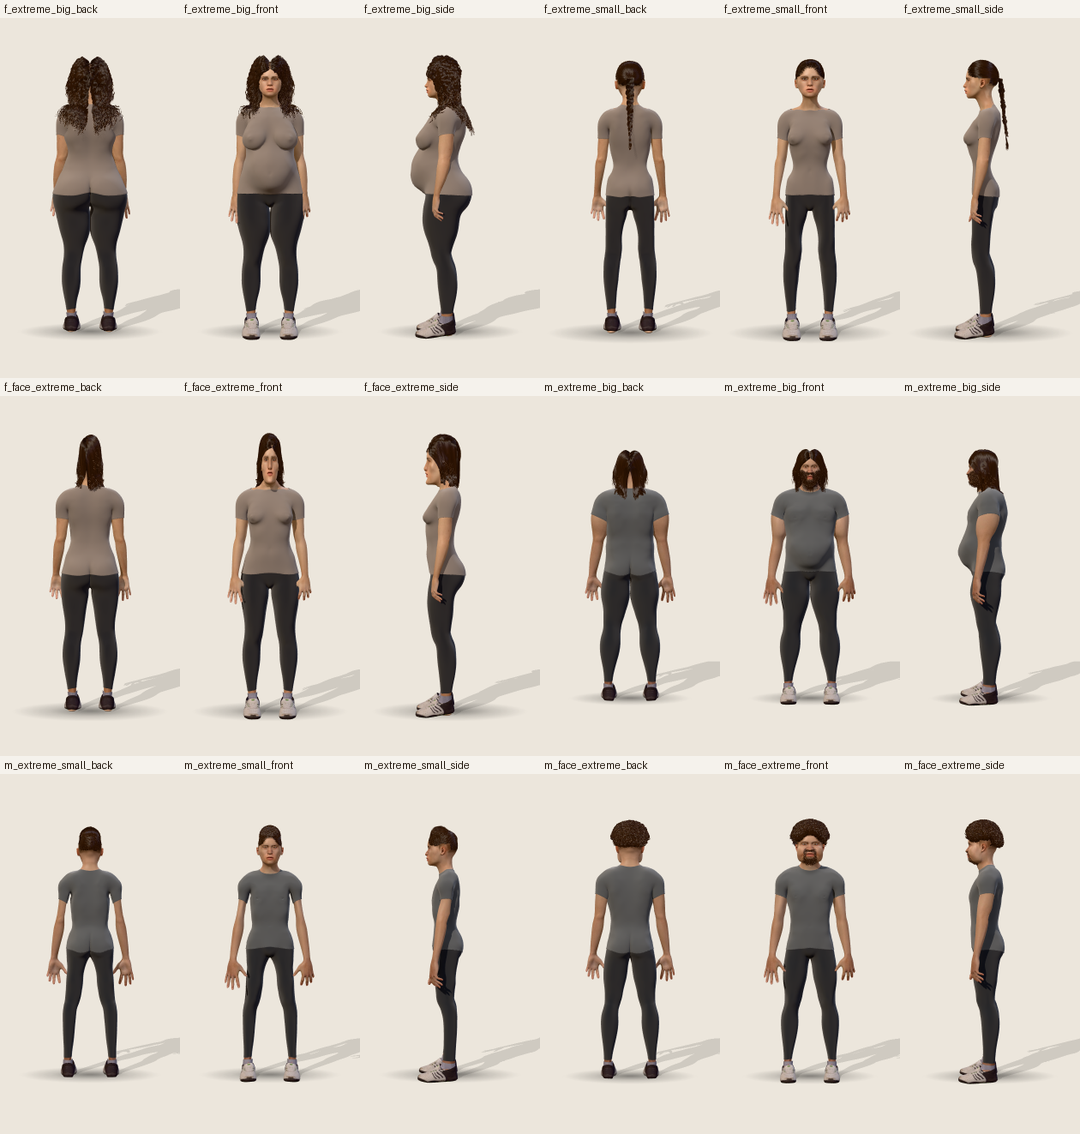 f_extreme_big_back
f_extreme_big_front
f_extreme_big_side
f_extreme_small_back
f_extreme_small_front
f_extreme_small_side
f_face_extreme_back
f_face_extreme_front
f_face_extreme_side
m_extreme_big_back
m_extreme_big_front
m_extreme_big_side
m_extreme_small_back
m_extreme_small_front
m_extreme_small_side
m_face_extreme_back
m_face_extreme_front
m_face_extreme_side